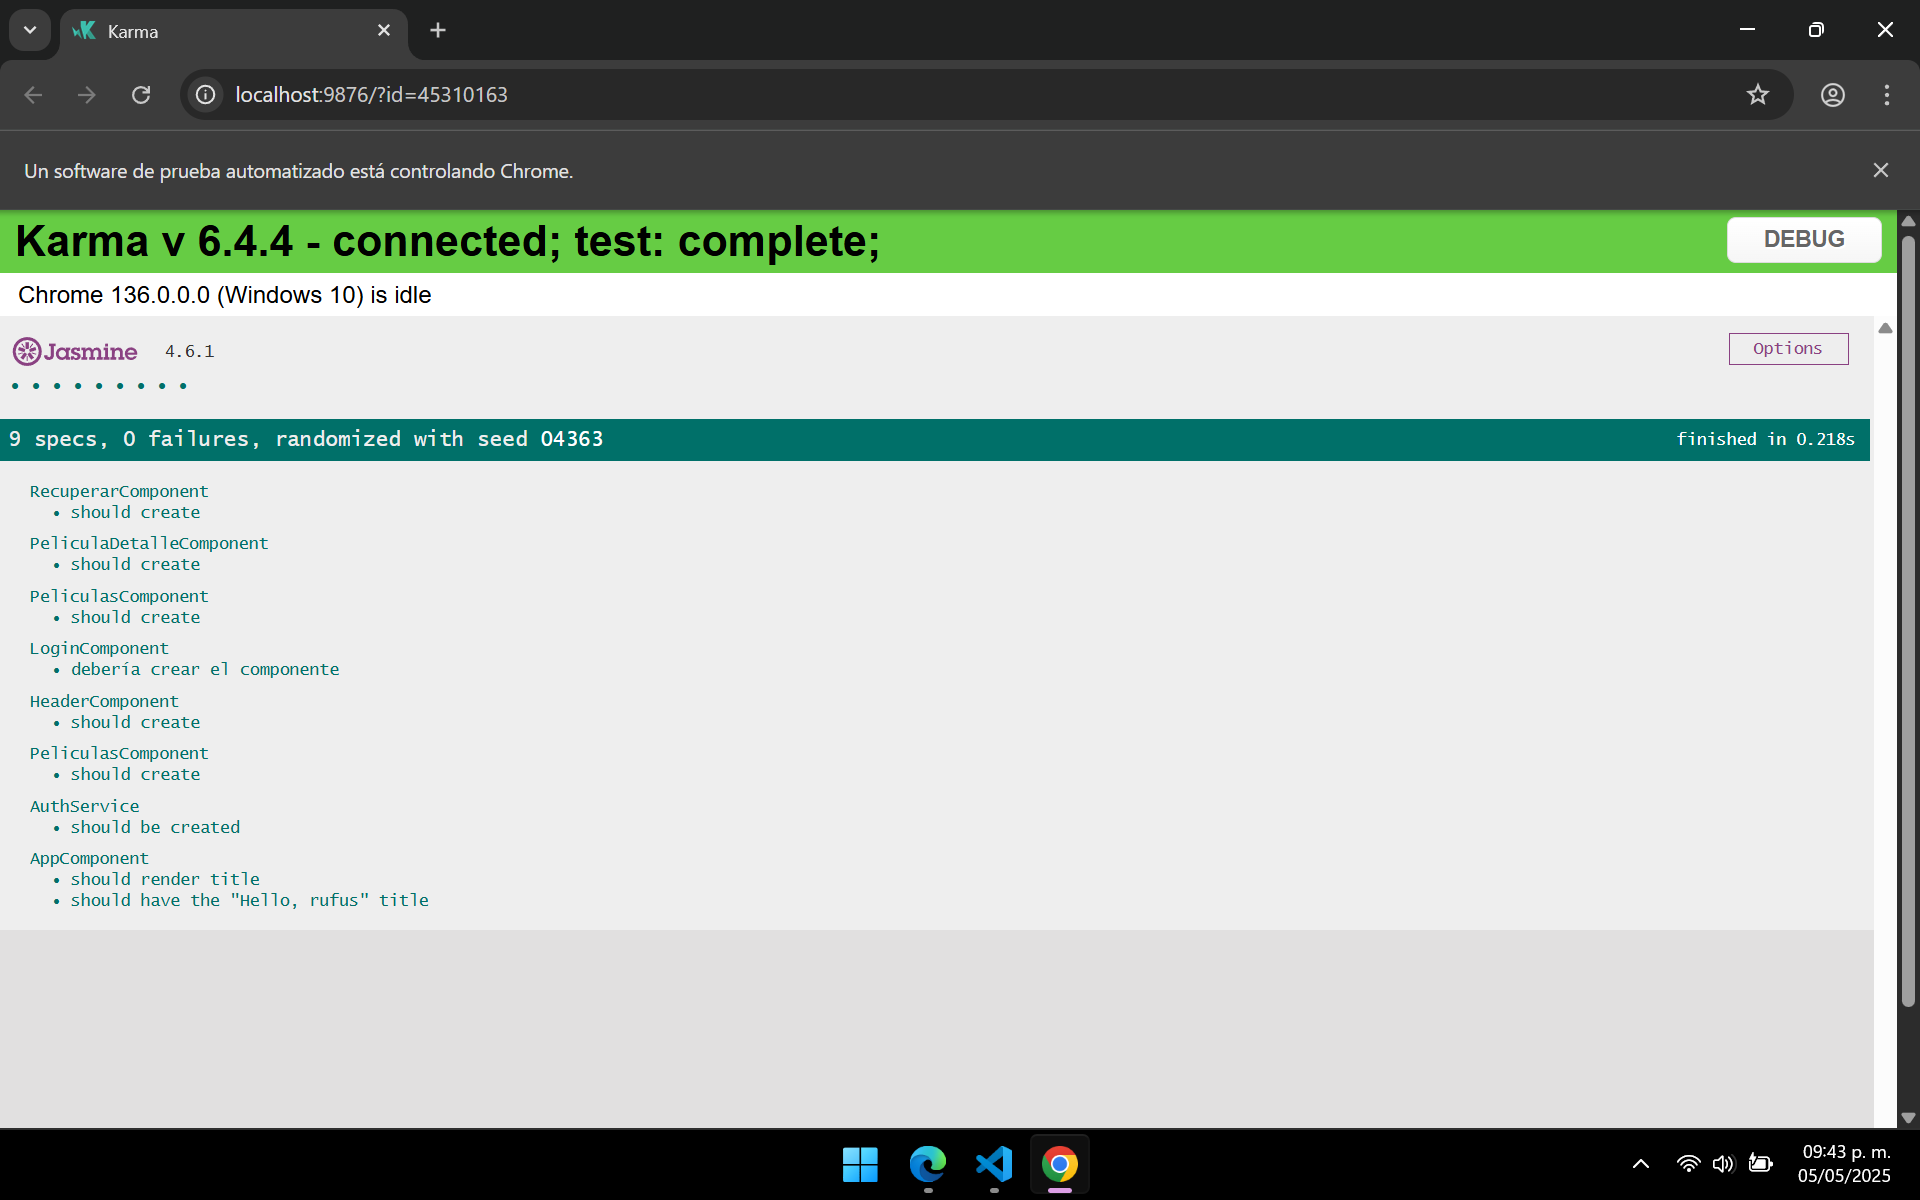 Karma
localhost:9876/?id=45310163
Un software de prueba automatizado está controlando Chrome.
Karma v 6.4.4 - connected; test: complete;
DEBUG
Chrome 136.0.0.0 (Windows 10) is idle
Jasmine 4.6.1
Options
9 specs, 0 failures, randomized with seed 04363
finished in 0.218s
RecuperarComponent
• should create
PeliculaDetalleComponent
• should create
PeliculasComponent
• should create
LoginComponent
• debería crear el componente
HeaderComponent
• should create
PeliculasComponent
• should create
AuthService
• should be created
AppComponent
• should render title
• should have the "Hello, rufus" title
09:43 p. m.
05/05/2025